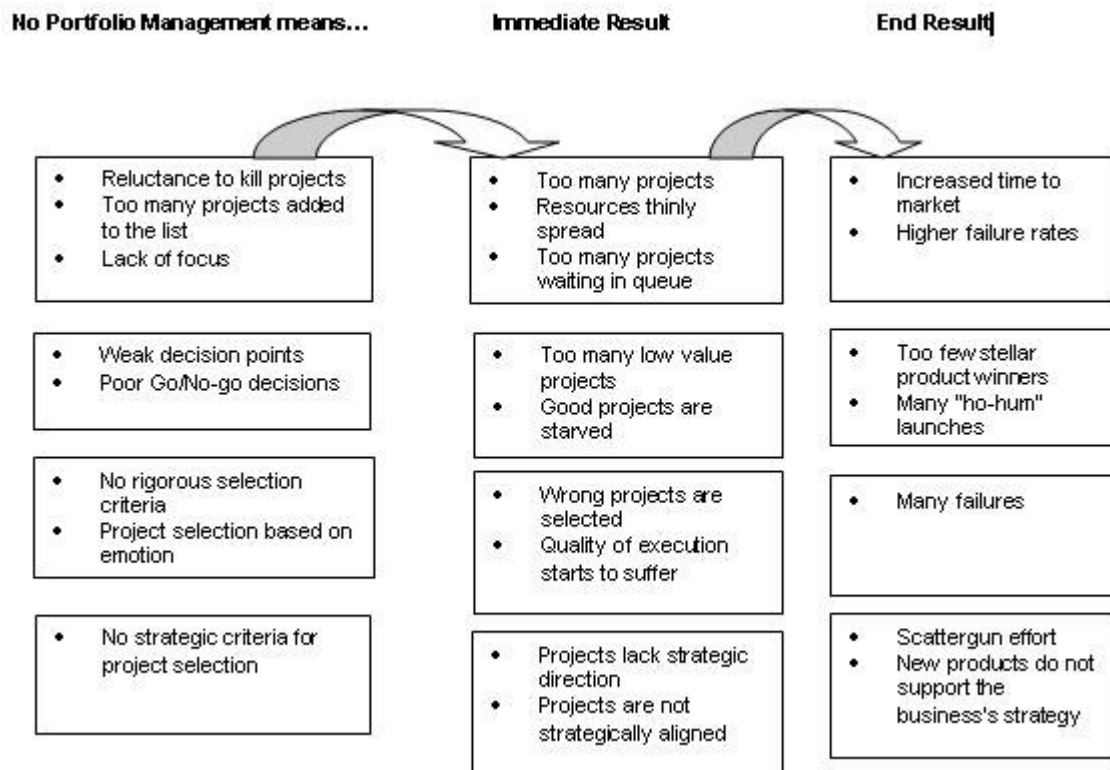 No Portfolio Management means...
Immediate Result
End Result
• Reluctance to kill projects
• Too many projects added
to the list
• Lack of focus
• Too many projects
• Resources thinly
spread
• Too many projects
waiting in queue
• Increased time to
market
• Higher failure rates
• Weak decision points
• Poor Go/No-go decisions
• Too many low value
projects
• Good projects are
starved
• Too few stellar
product winners
• Many "ho-hum"
launches
• No rigorous selection
criteria
• Project selection based on
emotion
• Wrong projects are
selected
• Quality of execution
starts to suffer
• Many failures
• No strategic criteria for
project selection
• Projects lack strategic
direction
• Projects are not
strategically aligned
• Scattergun effort
• New products do not
support the
business's strategy